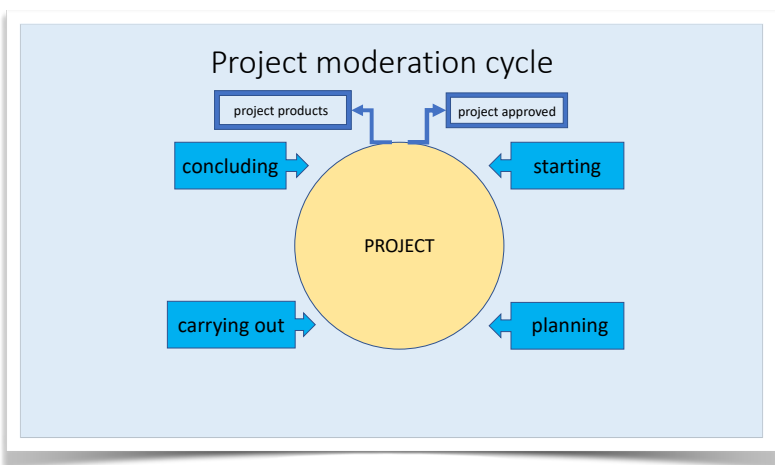 Project moderation cycle
project products
project approved
concluding
starting
PROJECT
carrying out
planning